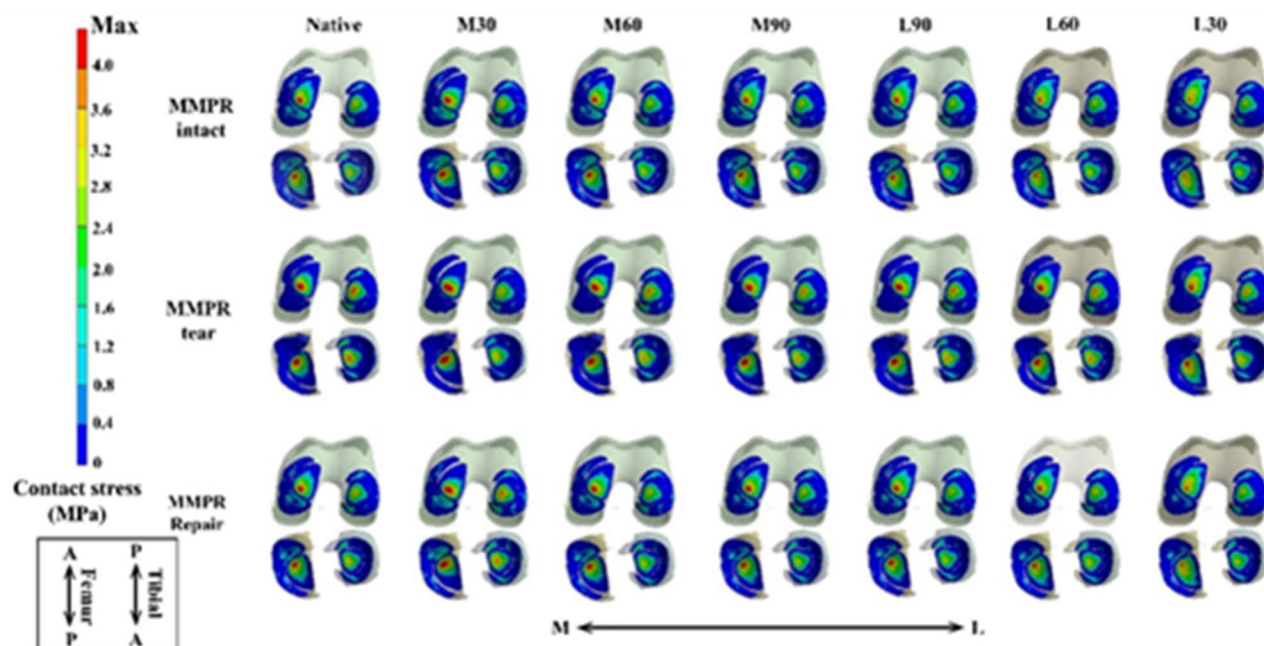 Max
4.0
3.6
3.2
2.8
2.4
2.0
1.6
1.2
0.8
0.4
0
Contact stress
(MPa)
A P
Femur
Tibial
P A
Native M30 M60 M90 L90 L60 L30
MMPR
intact
MMPR
tear
MMPR
Repair
M L